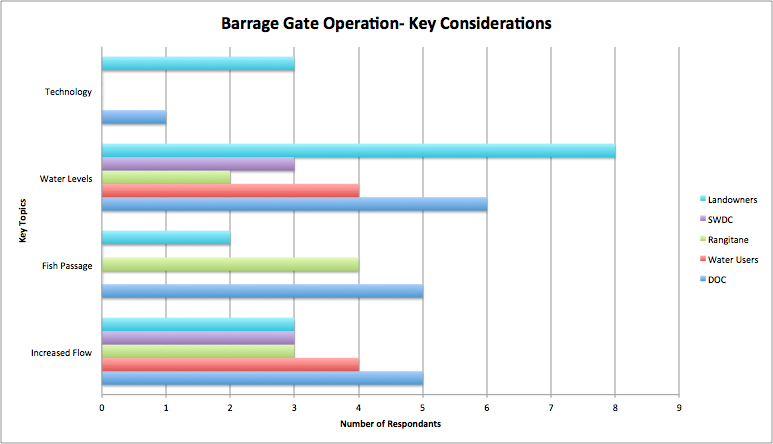 Barrage Gate Operation- Key Considerations
Key Topics
Technology
Water Levels
Fish Passage
Increased Flow
0 1 2 3 4 5 6 7 8 9
Number of Respondants
Landowners
SWDC
Rangitane
Water Users
DOC